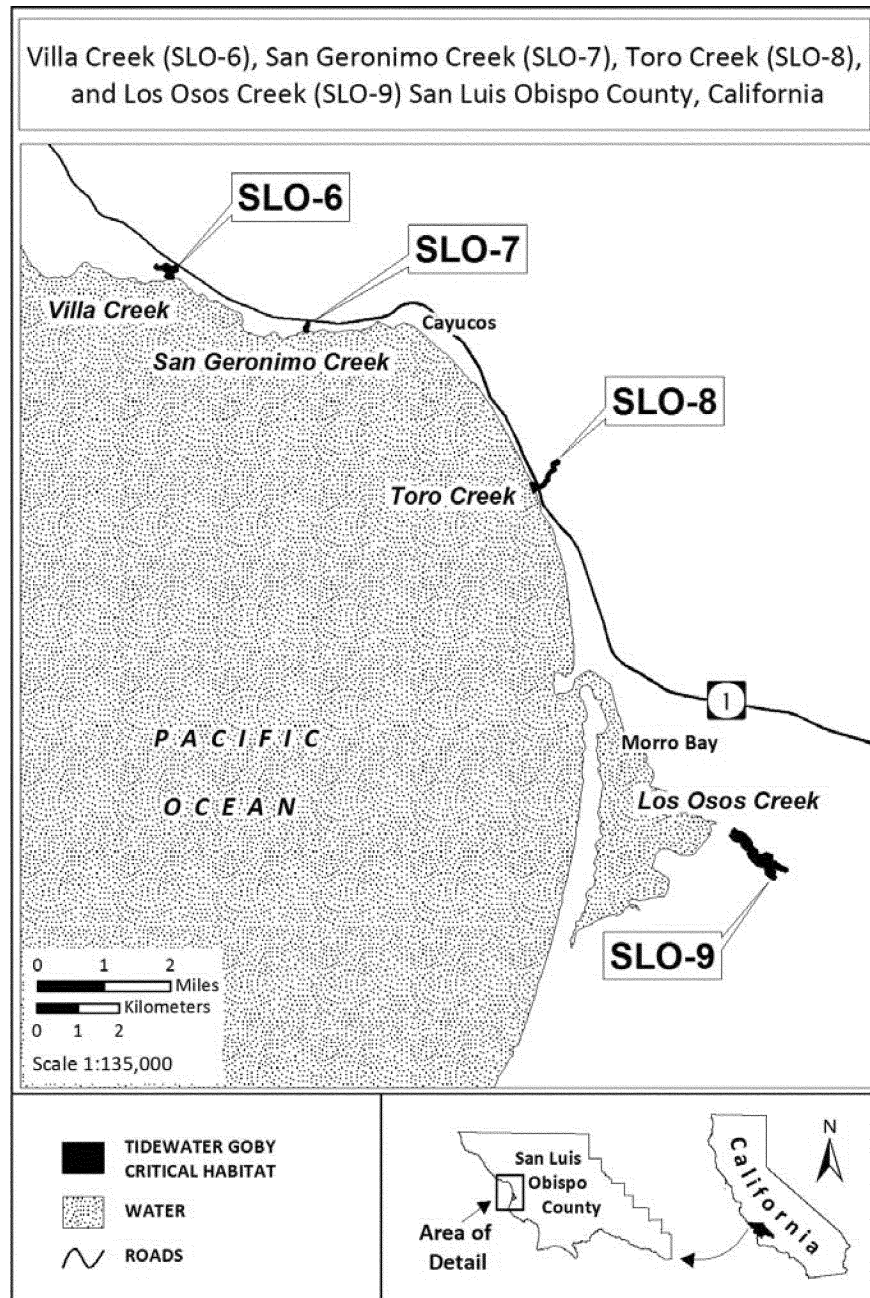 Villa Creek (SLO-6), San Geronimo Creek (SLO-7), Toro Creek (SLO-8),
and Los Osos Creek (SLO-9) San Luis Obispo County, California
SLO-6
SLO-7
Villa Creek
Cayucos
San Geronimo Creek
SLO-8
Toro Creek
1
PACIFIC
OCEAN
Morro Bay
Los Osos Creek
SLO-9
0 1 2
Miles
Kilometers
0 1 2
Scale 1:135,000
TIDEWATER GOBY
CRITICAL HABITAT
WATER
ROADS
San Luis
Obispo
County
Area of
Detail
California
N